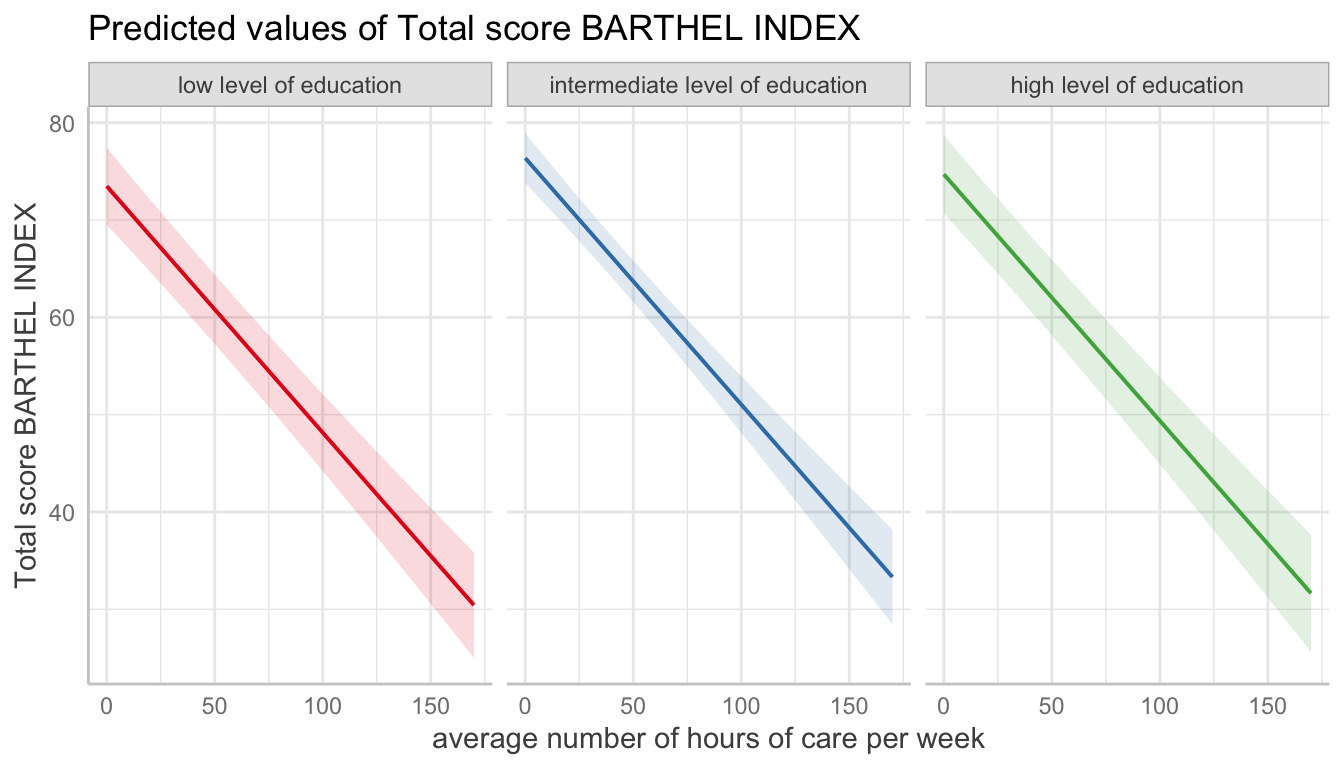 Predicted values of Total score BARTHEL INDEX
low level of education
intermediate level of education
high level of education
Total score BARTHEL INDEX
80
60
40
0 50 100 150
0 50 100 150
0 50 100 150
average number of hours of care per week